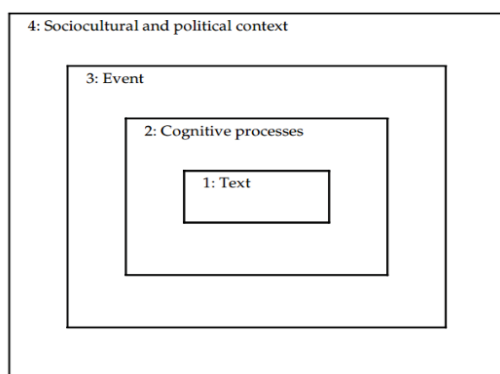 4: Sociocultural and political context
3: Event
2: Cognitive processes
1: Text